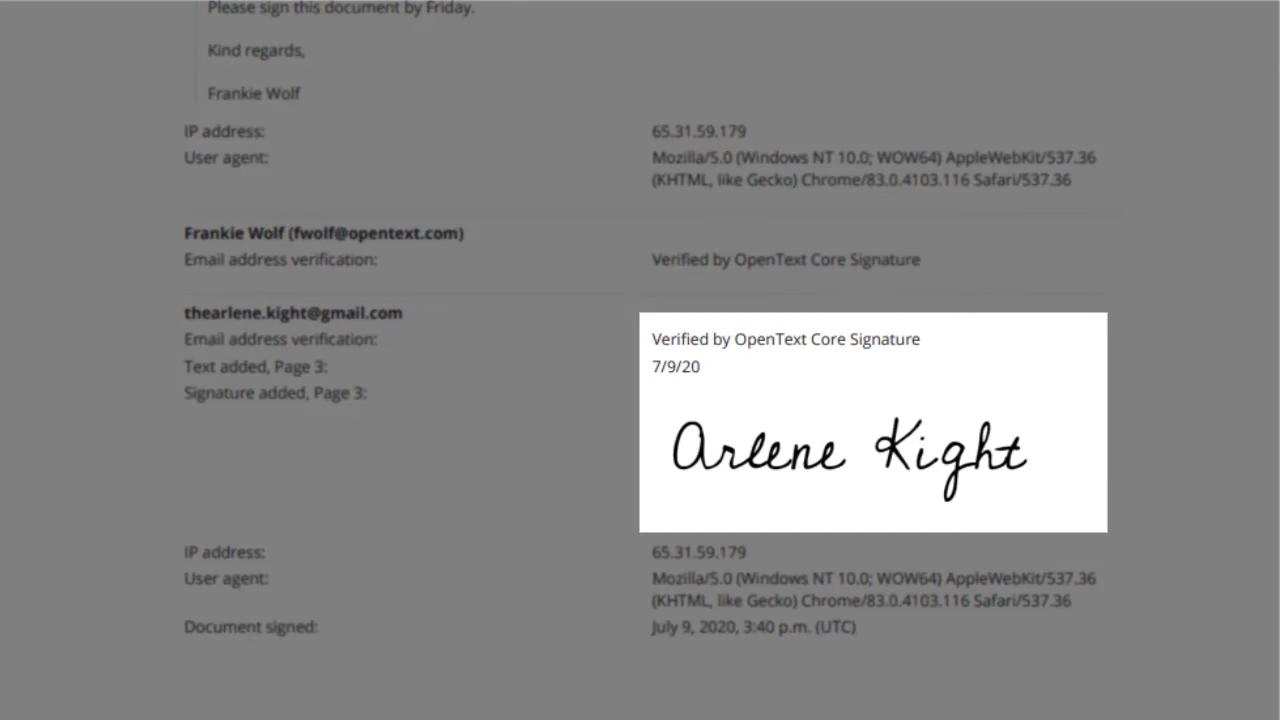 Please sign this document by Friday.
Kind regards,
Frankie Wolf
IP address: 65.31.59.179
User agent: Mozilla/5.0 (Windows NT 10.0; WOW64) AppleWebKit/537.36
(KHTML, like Gecko) Chrome/83.0.4103.116 Safari/537.36
Frankie Wolf (fwolf@opentext.com)
Email address verification: Verified by OpenText Core Signature
thearlene.kight@gmail.com
Email address verification: Verified by OpenText Core Signature
Text added, Page 3: 7/9/20
Signature added, Page 3:
Arlene Kight
IP address: 65.31.59.179
User agent: Mozilla/5.0 (Windows NT 10.0; WOW64) AppleWebKit/537.36
(KHTML, like Gecko) Chrome/83.0.4103.116 Safari/537.36
Document signed: July 9, 2020, 3:40 p.m. (UTC)